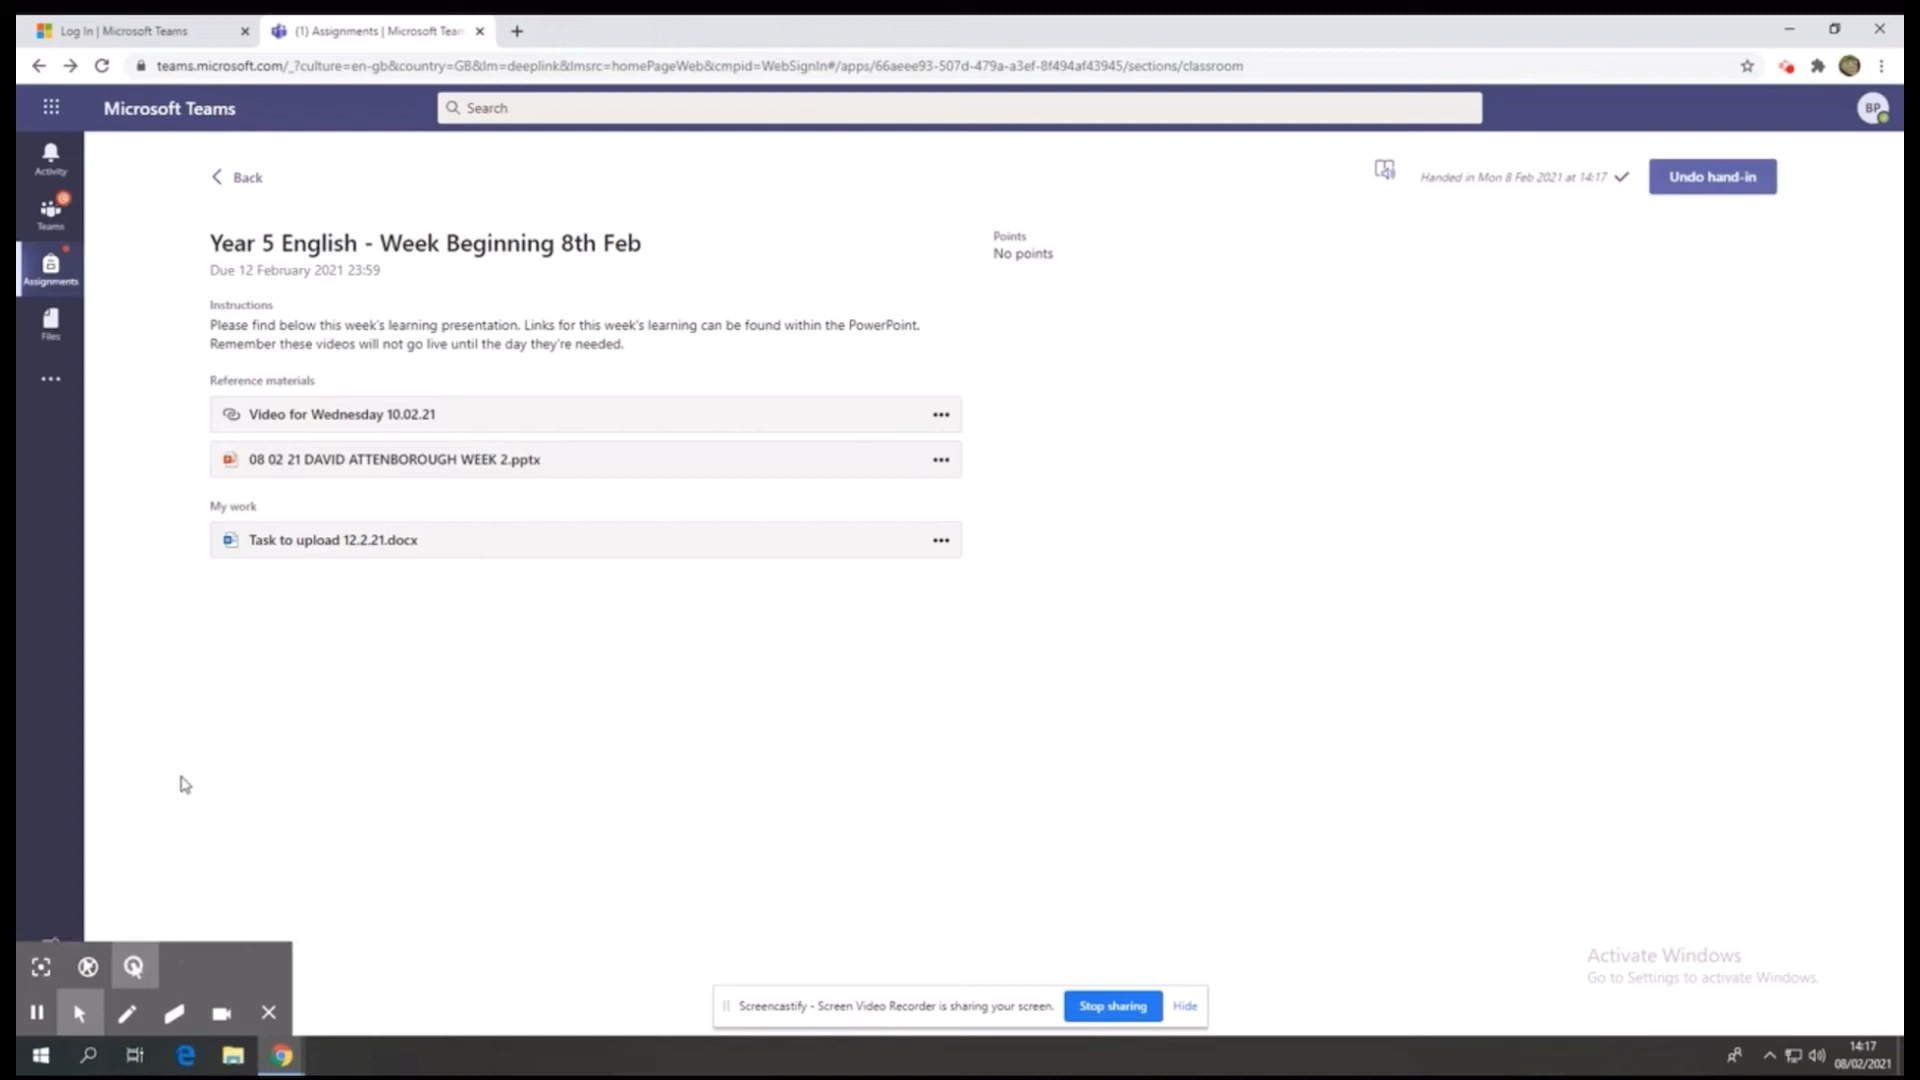 Log In | Microsoft Teams
(1) Assignments | Microsoft Tear
teams.microsoft.com/_?culture=en-gb&country=GB&lm=deeplink&lmsrc=homePageWeb&cmpid=WebSignIn#/apps/66aeee93-507d-479a-a3ef-8f494af43945/sections/classroom
Microsoft Teams
Search
BP
Activity
Teams
Assignments
Files
Back
Handed in Mon 8 Feb 2021 at 14:17
Undo hand-in
Year 5 English - Week Beginning 8th Feb
Due 12 February 2021 23:59
Points
No points
Instructions
Please find below this week's learning presentation. Links for this week's learning can be found within the PowerPoint.
Remember these videos will not go live until the day they're needed.
Reference materials
Video for Wednesday 10.02.21
08 02 21 DAVID ATTENBOROUGH WEEK 2.pptx
My work
Task to upload 12.2.21.docx
Activate Windows
Go to Settings to activate Windows.
Screencastify - Screen Video Recorder is sharing your screen.
Stop sharing
Hide
14:17
08/02/2021